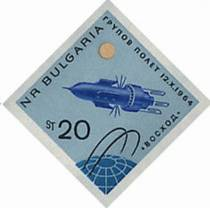 NR BULGARIA
ГРУПОВ ПОЛЕТ 12.X.1964
"ВОСХОД"
ST 20